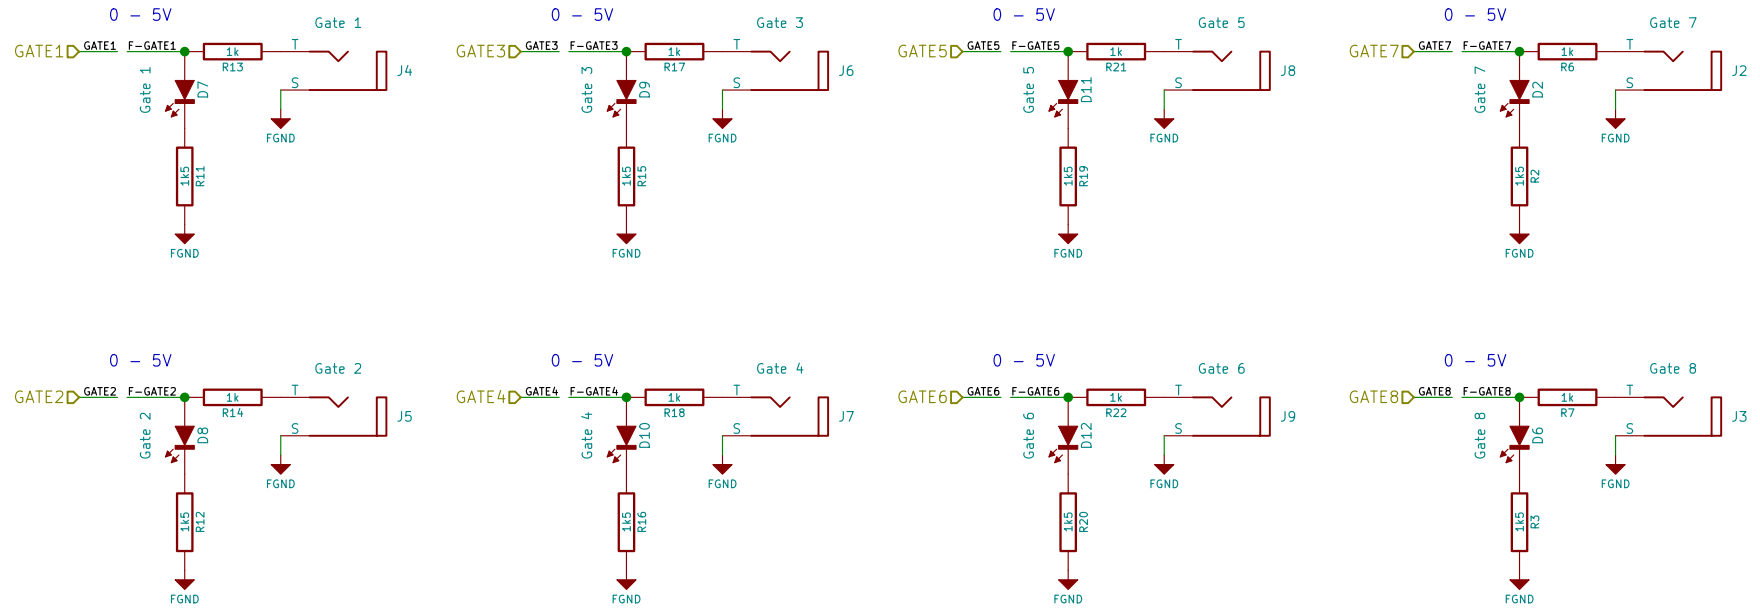 0 – 5V
Gate 1
GATE1
GATE1
F-GATE1
1k
R13
T
S
J4
Gate 1
D7
FGND
1k5
R11
FGND
0 – 5V
Gate 3
GATE3
GATE3
F-GATE3
1k
R17
T
S
J6
Gate 3
D9
FGND
1k5
R15
FGND
0 – 5V
Gate 5
GATE5
GATE5
F-GATE5
1k
R21
T
S
J8
Gate 5
D11
FGND
1k5
R19
FGND
0 – 5V
Gate 7
GATE7
GATE7
F-GATE7
1k
R6
T
S
J2
Gate 7
D2
FGND
1k5
R2
FGND
0 – 5V
Gate 2
GATE2
GATE2
F-GATE2
1k
R14
T
S
J5
Gate 2
D8
FGND
1k5
R12
FGND
0 – 5V
Gate 4
GATE4
GATE4
F-GATE4
1k
R18
T
S
J7
Gate 4
D10
FGND
1k5
R16
FGND
0 – 5V
Gate 6
GATE6
GATE6
F-GATE6
1k
R22
T
S
J9
Gate 6
D12
FGND
1k5
R20
FGND
0 – 5V
Gate 8
GATE8
GATE8
F-GATE8
1k
R7
T
S
J3
Gate 8
D6
FGND
1k5
R3
FGND